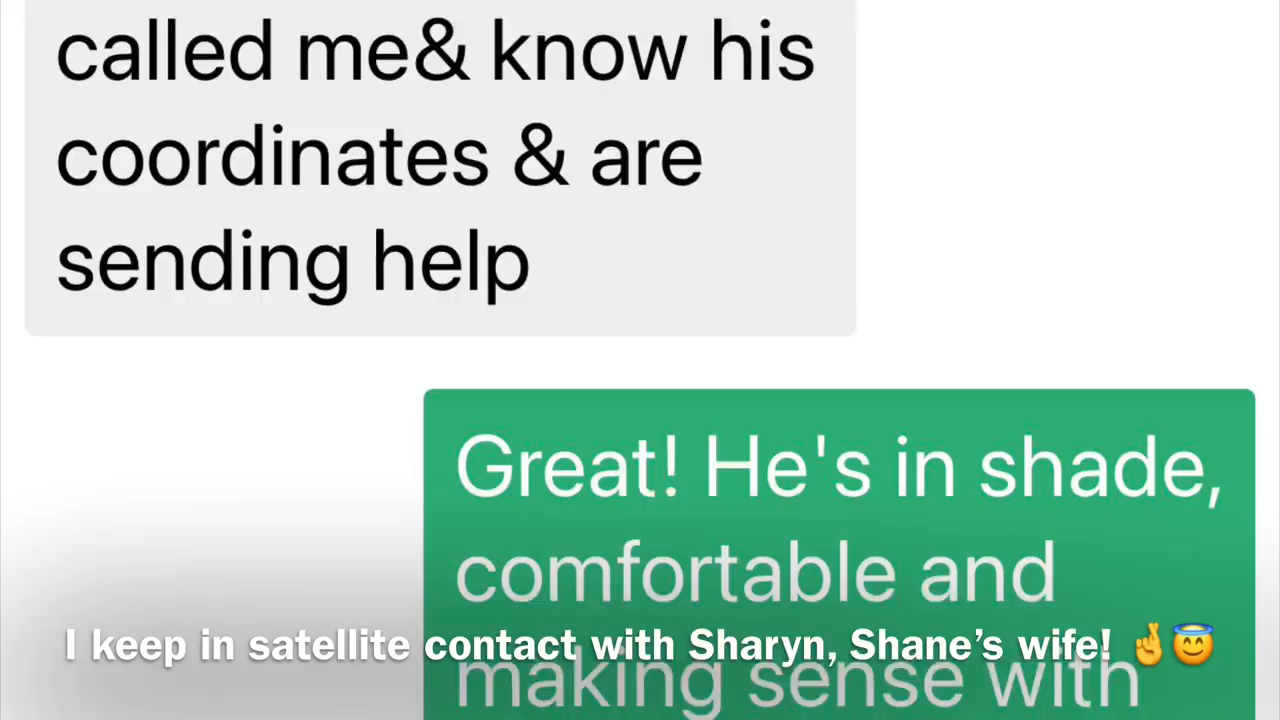 called me& know his
coordinates & are
sending help
Great! He's in shade,
comfortable and
making sense with
I keep in satellite contact with Sharyn, Shane’s wife! 🤞😇